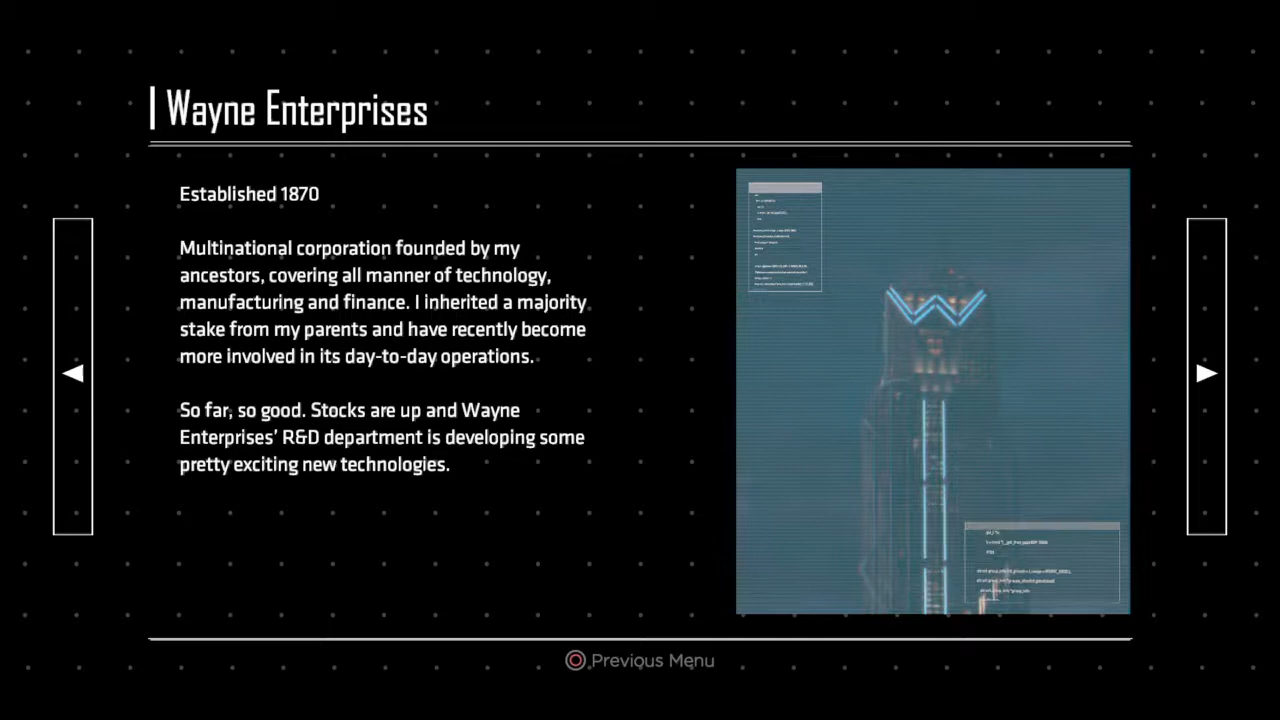 Wayne Enterprises
Established 1870
Multinational corporation founded by my
ancestors, covering all manner of technology,
manufacturing and finance. I inherited a majority
stake from my parents and have recently become
more involved in its day-to-day operations.
So far, so good. Stocks are up and Wayne
Enterprises' R&D department is developing some
pretty exciting new technologies.
Previous Menu